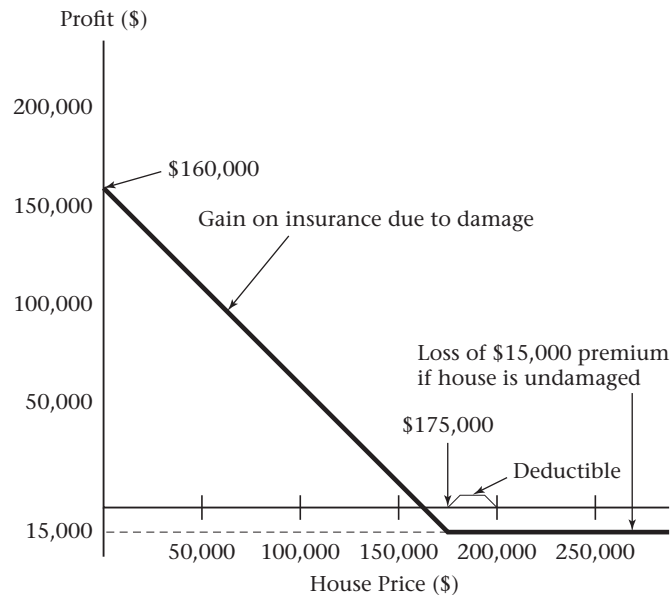 Profit ($)
200,000
$160,000
150,000
Gain on insurance due to damage
100,000
Loss of $15,000 premium
if house is undamaged
50,000
$175,000
Deductible
15,000
50,000 100,000 150,000 200,000 250,000
House Price ($)